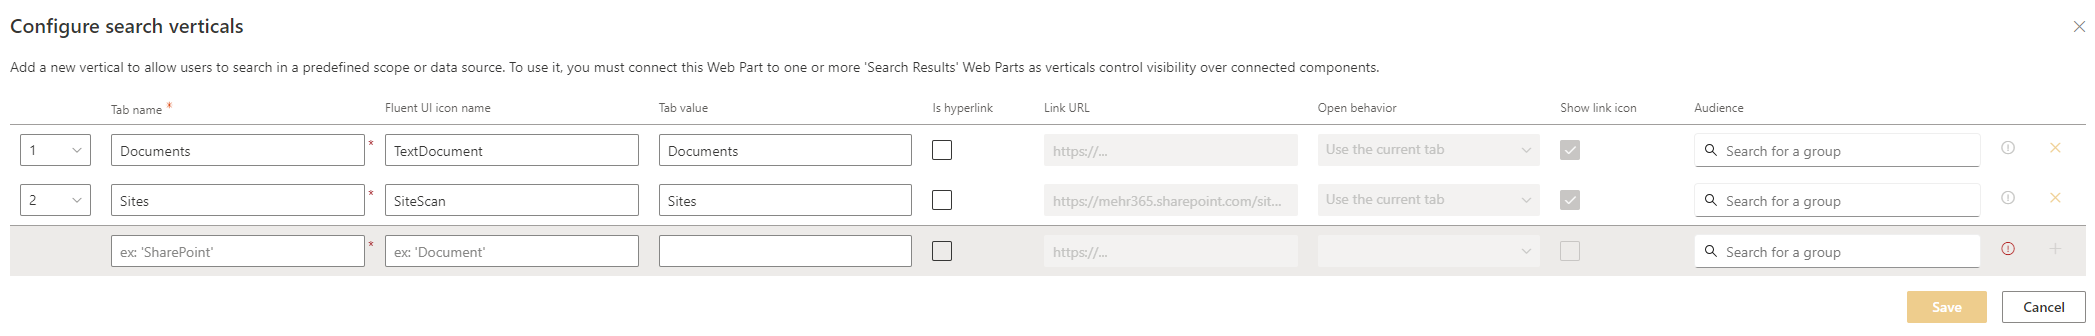 Configure search verticals
Add a new vertical to allow users to search in a predefined scope or data source. To use it, you must connect this Web Part to one or more 'Search Results' Web Parts as verticals control visibility over connected components.
Tab name * Fluent UI icon name Tab value Is hyperlink Link URL Open behavior Show link icon Audience
1 Documents * TextDocument Documents https://... Use the current tab Search for a group
2 Sites * SiteScan Sites https://mehr365.sharepoint.com/sit... Use the current tab Search for a group
ex: 'SharePoint' * ex: 'Document' https://... Search for a group
Save Cancel